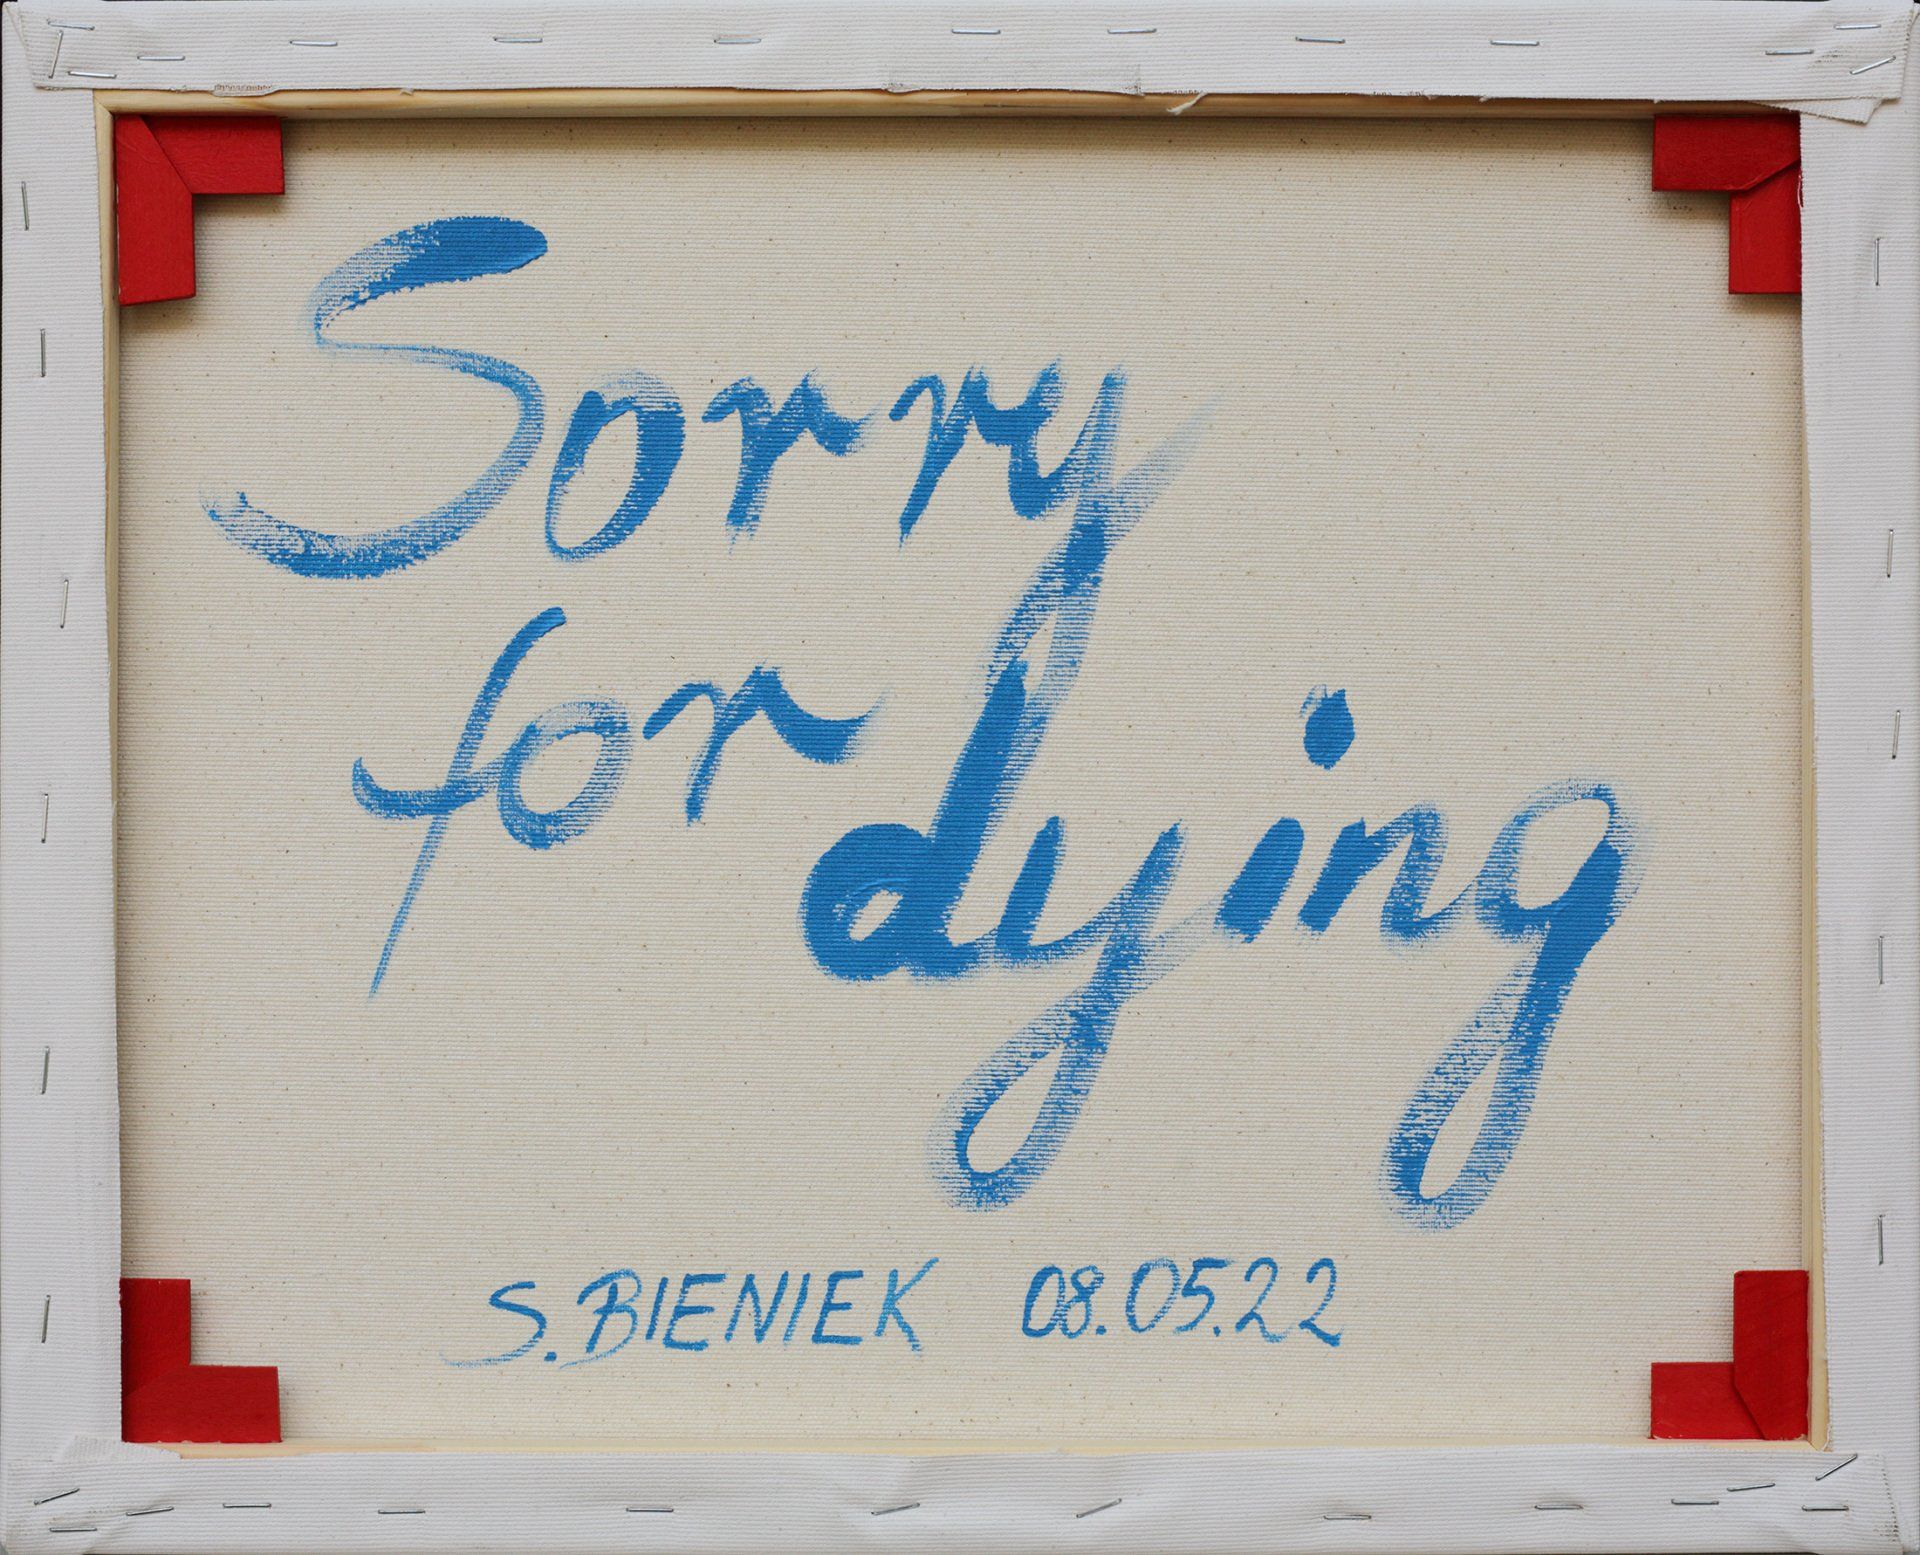 Sorry
for dying
S. BIENIEK 08.05.22